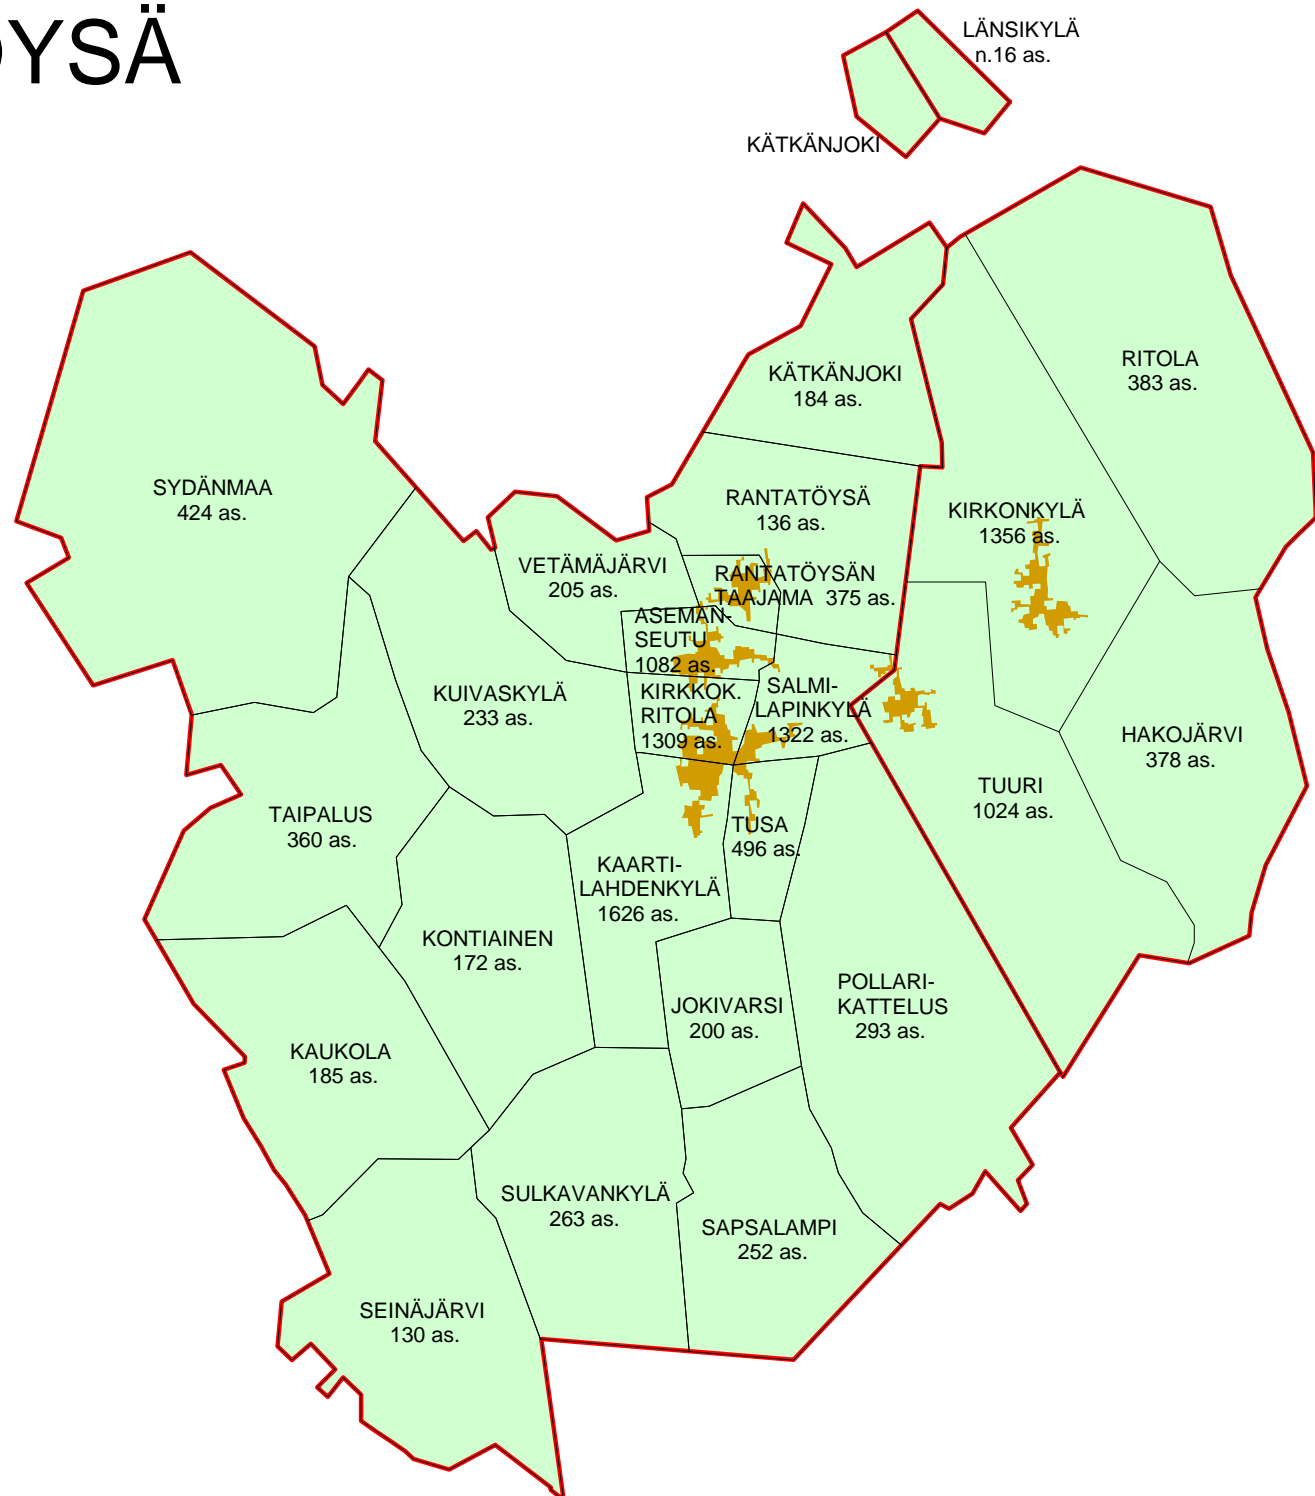 ÖYSÄ
LÄNSIKYLÄ
n.16 as.
KÄTKÄNJOKI
RITOLA
383 as.
KÄTKÄNJOKI
184 as.
SYDÄNMAA
424 as.
RANTATÖYSÄ
136 as.
KIRKONKYLÄ
1356 as.
VETÄMÄJÄRVI
205 as.
RANTATÖYSÄN
TAAJAMA 375 as.
ASEMAN-
SEUTU
1082 as.
KUIVASKYLÄ
233 as.
KIRKKOK.
RITOLA
1309 as.
SALMI-
LAPINKYLÄ
1322 as.
HAKOJÄRVI
378 as.
TUURI
1024 as.
TAIPALUS
360 as.
TUSA
496 as.
KAARTI-
LAHDENKYLÄ
1626 as.
KONTIAINEN
172 as.
JOKIVARSI
200 as.
POLLARI-
KATTELUS
293 as.
KAUKOLA
185 as.
SULKAVANKYLÄ
263 as.
SAPSALAMPI
252 as.
SEINÄJÄRVI
130 as.